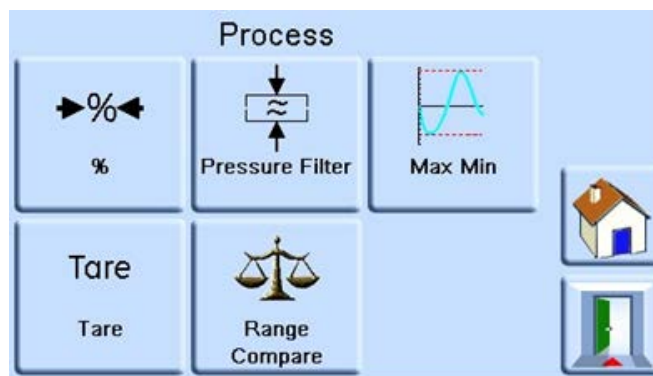 Process
%
%
Pressure Filter
Max Min
Tare
Tare
Range
Compare